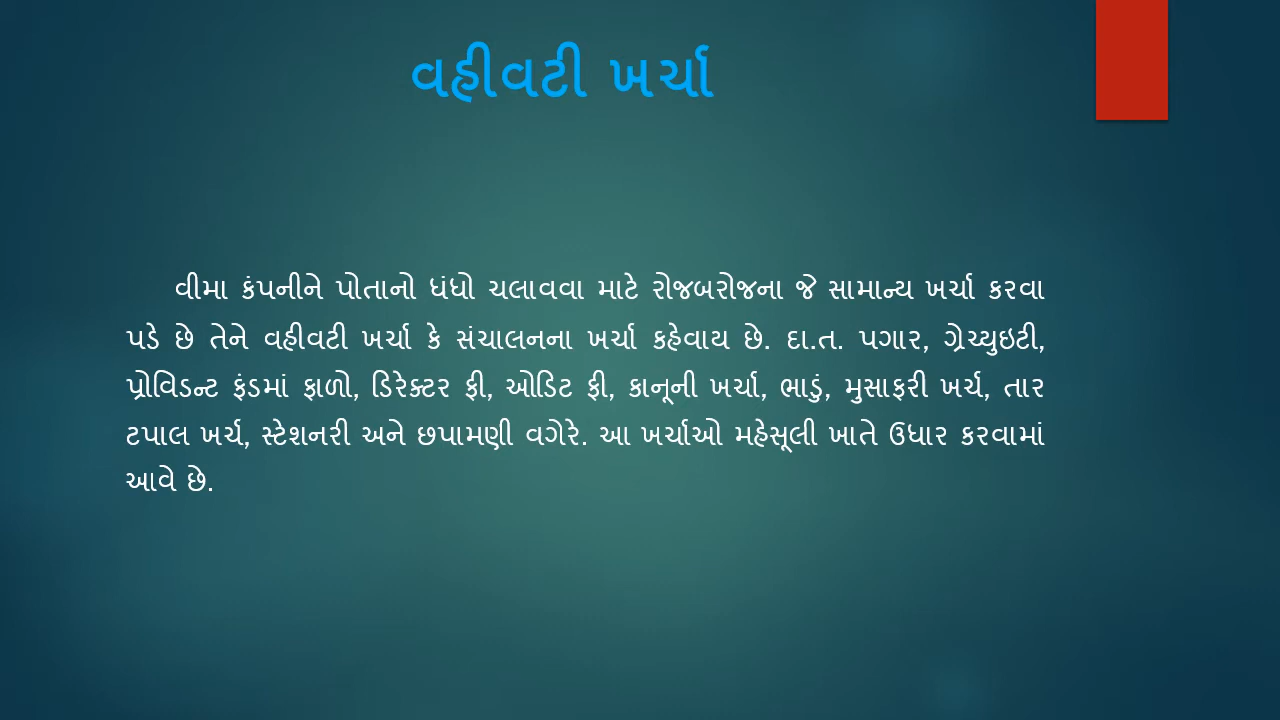 વહીવટી ખર્ચા
વીમા કંપનીને પોતાનો ધંધો ચલાવવા માટે રોજબરોજના જે સામાન્ય ખર્ચા કરવા
પડે છે તેને વહીવટી ખર્ચા કે સંચાલનના ખર્ચા કહેવાય છે. દા.ત. પગાર, ગ્રેચ્યુઇટી,
પ્રોવિડન્ટ ફંડમાં ફાળો, ડિરેક્ટર ફી, ઓડિટ ફી, કાનૂની ખર્ચા, ભાડું, મુસાફરી ખર્ચ, તાર
ટપાલ ખર્ચ, સ્ટેશનરી અને છપામણી વગેરે. આ ખર્ચાઓ મહેસૂલી ખાતે ઉધાર કરવામાં
આવે છે.